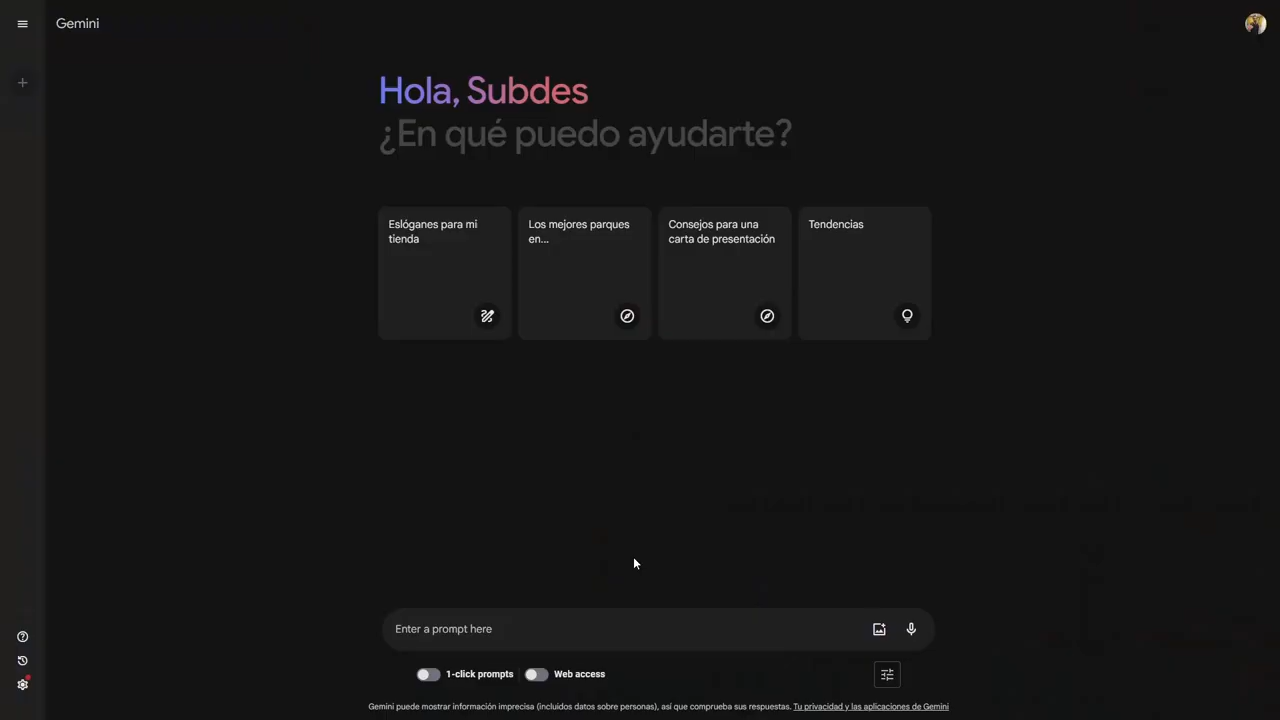 Gemini
Hola, Subdes
¿En qué puedo ayudarte?
Eslóganes para mi
tienda
Los mejores parques
en...
Consejos para una
carta de presentación
Tendencias
Enter a prompt here
1-click prompts
Web access
Gemini puede mostrar información imprecisa (incluidos datos sobre personas), así que comprueba sus respuestas. Tu privacidad y las aplicaciones de Gemini